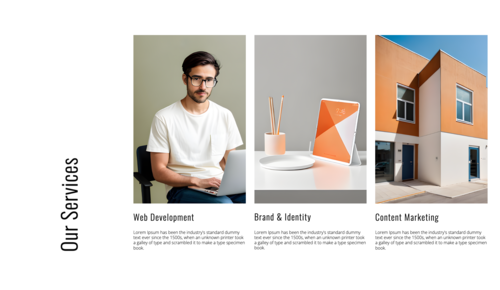 Our Services
Web Development
Lorem Ipsum has been the industry's standard dummy
text ever since the 1500s, when an unknown printer took
a galley of type and scrambled it to make a type specimen
book.
Brand & Identity
Lorem Ipsum has been the industry's standard dummy
text ever since the 1500s, when an unknown printer took
a galley of type and scrambled it to make a type specimen
book.
Content Marketing
Lorem Ipsum has been the industry's standard dummy
text ever since the 1500s, when an unknown printer took
a galley of type and scrambled it to make a type specimen
book.